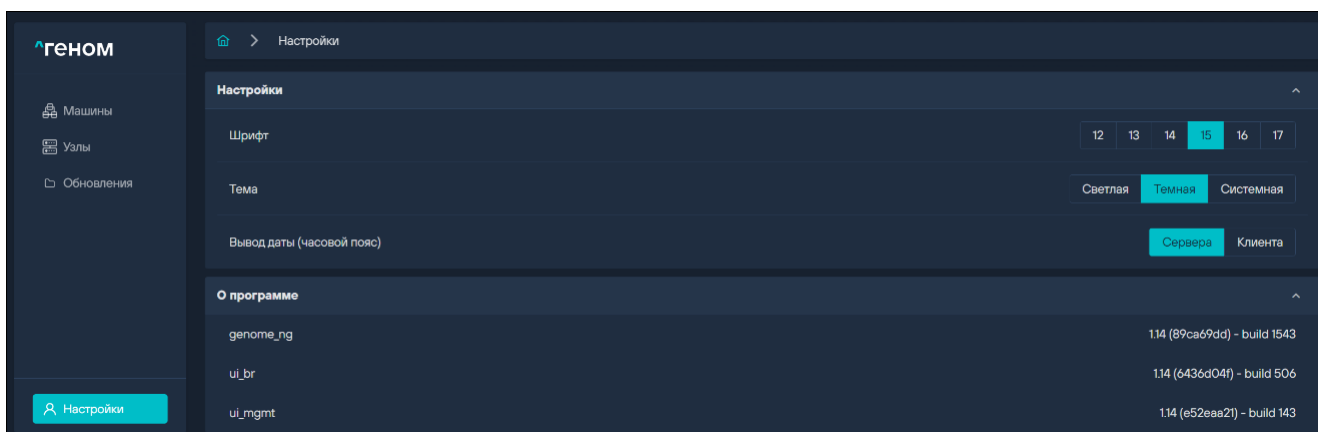 ^геном
Машины
Узлы
Обновления
Настройки
Настройки
Настройки
Шрифт
12 13 14 15 16 17
Тема
Светлая Темная Системная
Вывод даты (часовой пояс)
Сервера Клиента
О программе
genome_ng
1.14 (89ca69dd) - build 1543
ui_br
1.14 (6436d04f) - build 506
ui_mgmt
1.14 (e52eaa21) - build 143